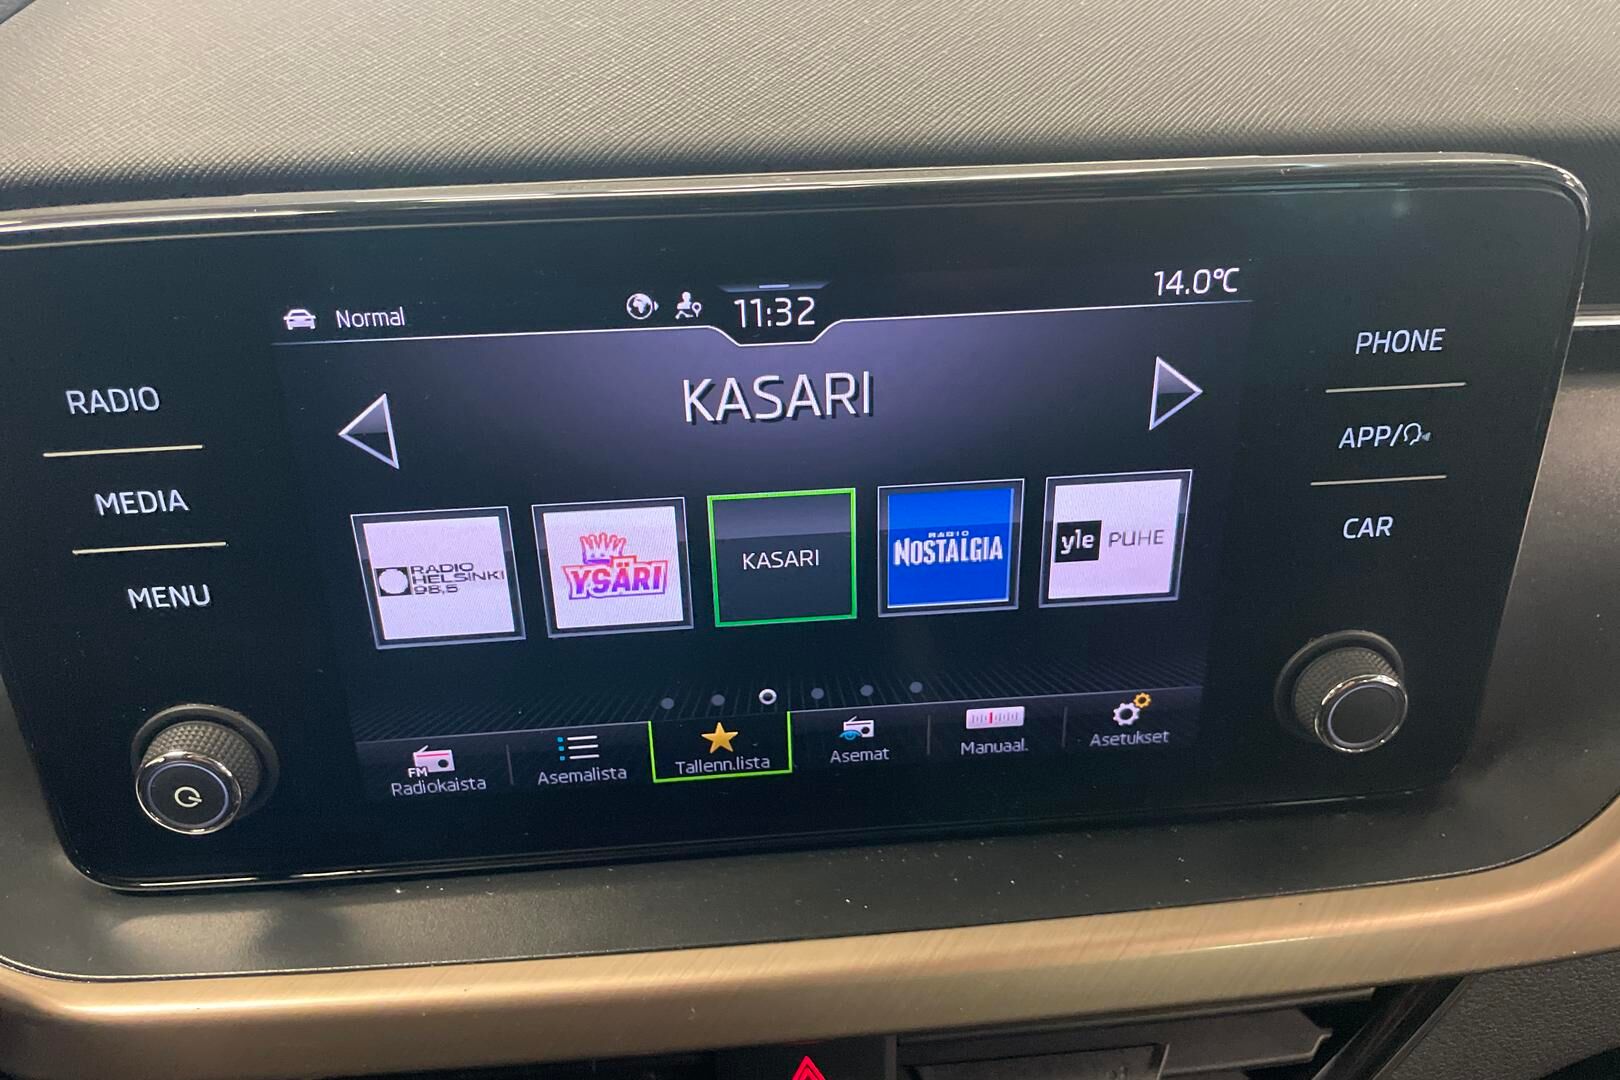 Normal
11:32
14.0°C
RADIO
MEDIA
MENU
PHONE
APP/
CAR
KASARI
RADIO
HELSINKI
98,5
YSÄRI
KASARI
RADIO
NOSTALGIA
yle PUHE
FM
Radiokaista
Asemalista
Tallenn.lista
Asemat
Manuaal.
Asetukset